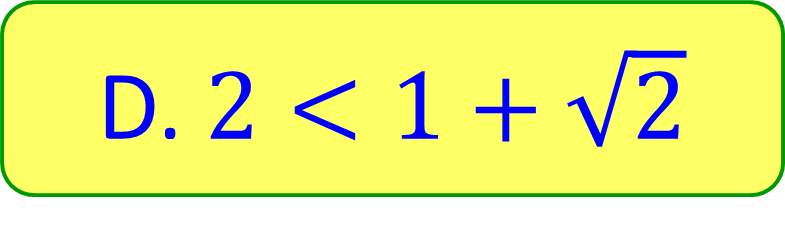 D. 2 < 1 + √2